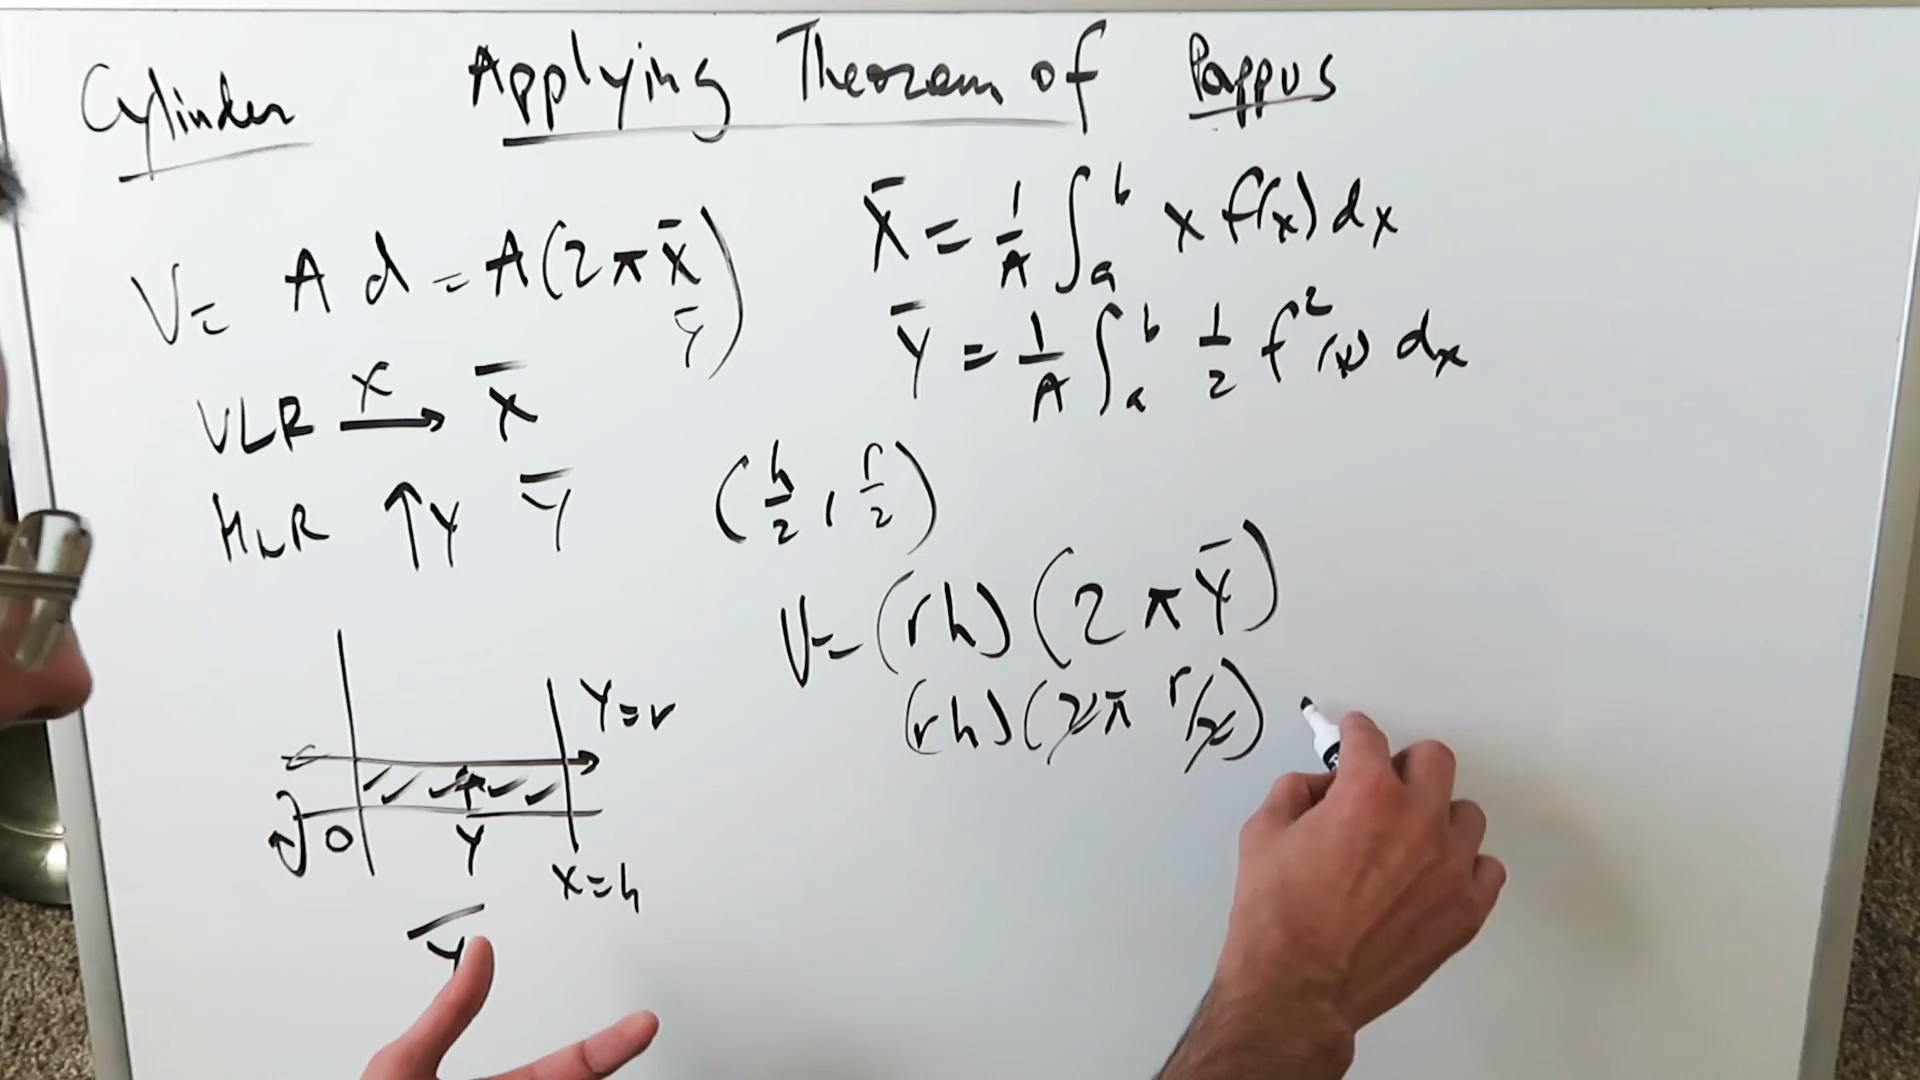 Cylinder Applying Theorem of Pappus
V = A d = A(2π x̄)
ȳ
VLR x → x̄
HLR ↑y ȳ
x̄ = 1/A ∫_a^b x f(x) dx
ȳ = 1/A ∫_a^b 1/2 f²(x) dx
(h/2, r/2)
V = (rh)(2π ȳ)
(rh)(2π r/2)
y=r
0 y
x=h
ȳ